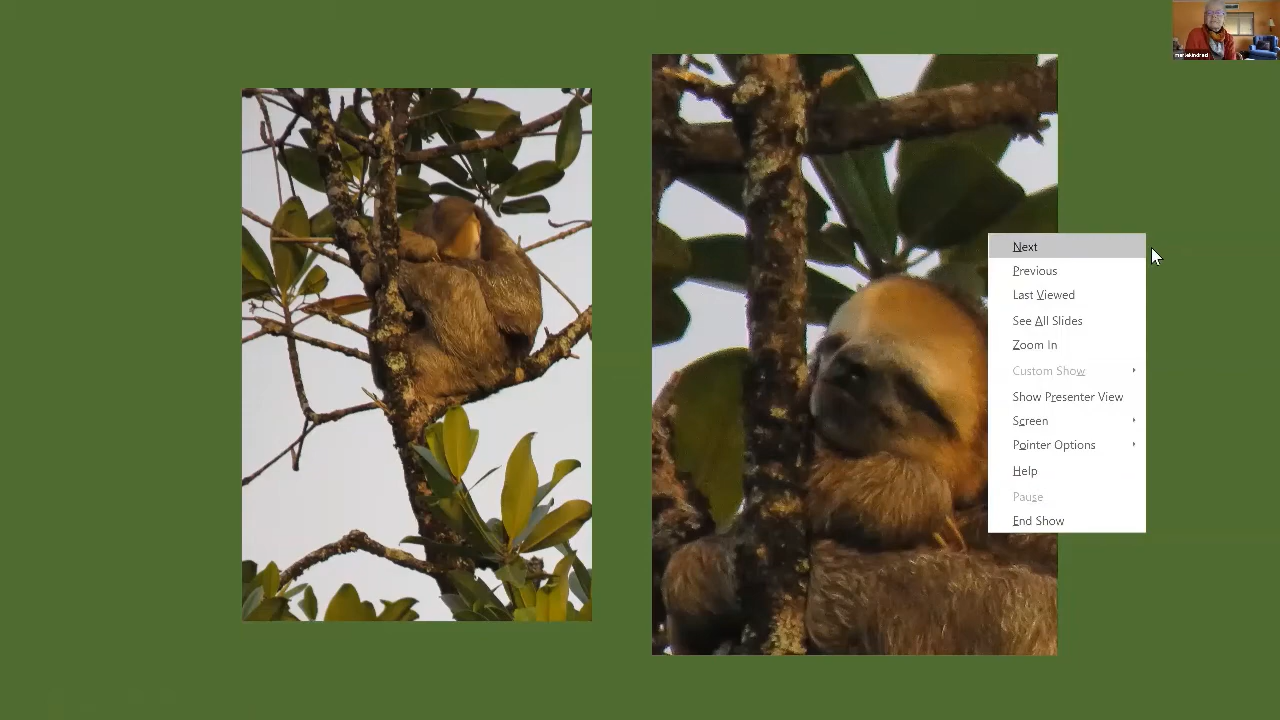 Next
Previous
Last Viewed
See All Slides
Zoom In
Custom Show
Show Presenter View
Screen
Pointer Options
Help
Pause
End Show